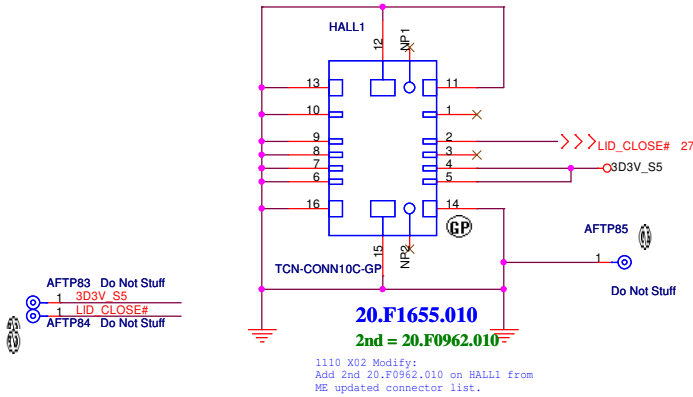 HALL1
12
NP1
13
11
10
1
9
2
LID_CLOSE# 27
8
3
7
4
3D3V_S5
6
5
16
14
GP
AFTP85
15
NP2
1
TCN-CONN10C-GP
AFTP83 Do Not Stuff
1
3D3V_S5
1
LID_CLOSE#
AFTP84 Do Not Stuff
Do Not Stuff
20.F1655.010
2nd = 20.F0962.010
1110 X02 Modify:
Add 2nd 20.F0962.010 on HALL1 from
ME updated connector list.